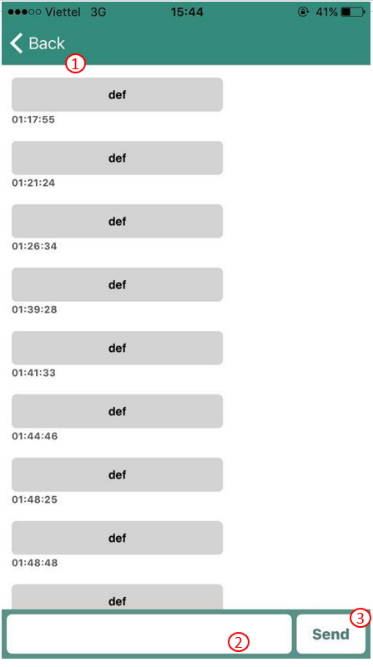 ●●●○○ Viettel 3G 15:44 41%
Back
1
def
01:17:55
def
01:21:24
def
01:26:34
def
01:39:28
def
01:41:33
def
01:44:46
def
01:48:25
def
01:48:48
def
3
Send
2